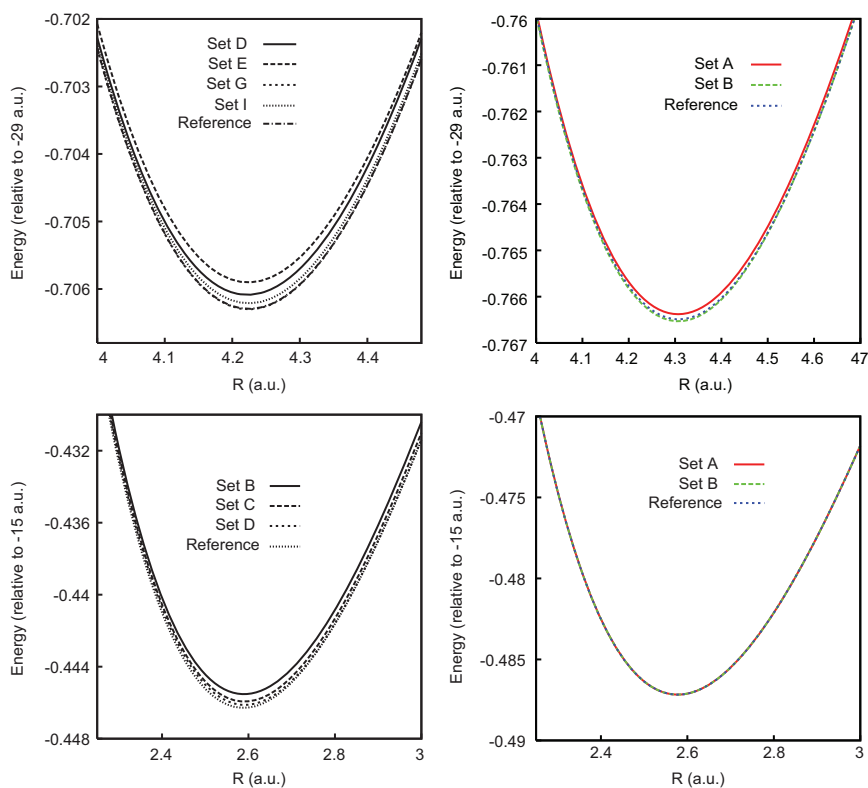 -0.702
-0.703
-0.704
-0.705
-0.706
Energy (relative to -29 a.u.)
Set D
Set E
Set G
Set I
Reference
4
4.1
4.2
4.3
4.4
R (a.u.)
-0.76
-0.761
-0.762
-0.763
-0.764
-0.765
-0.766
-0.767
Energy (relative to -29 a.u.)
Set A
Set B
Reference
4
4.1
4.2
4.3
4.4
4.5
4.6
47
R (a.u.)
-0.432
-0.436
-0.44
-0.444
-0.448
Energy (relative to -15 a.u.)
Set B
Set C
Set D
Reference
2.4
2.6
2.8
3
R (a.u.)
-0.47
-0.475
-0.48
-0.485
-0.49
Energy (relative to -15 a.u.)
Set A
Set B
Reference
2.4
2.6
2.8
3
R (a.u.)